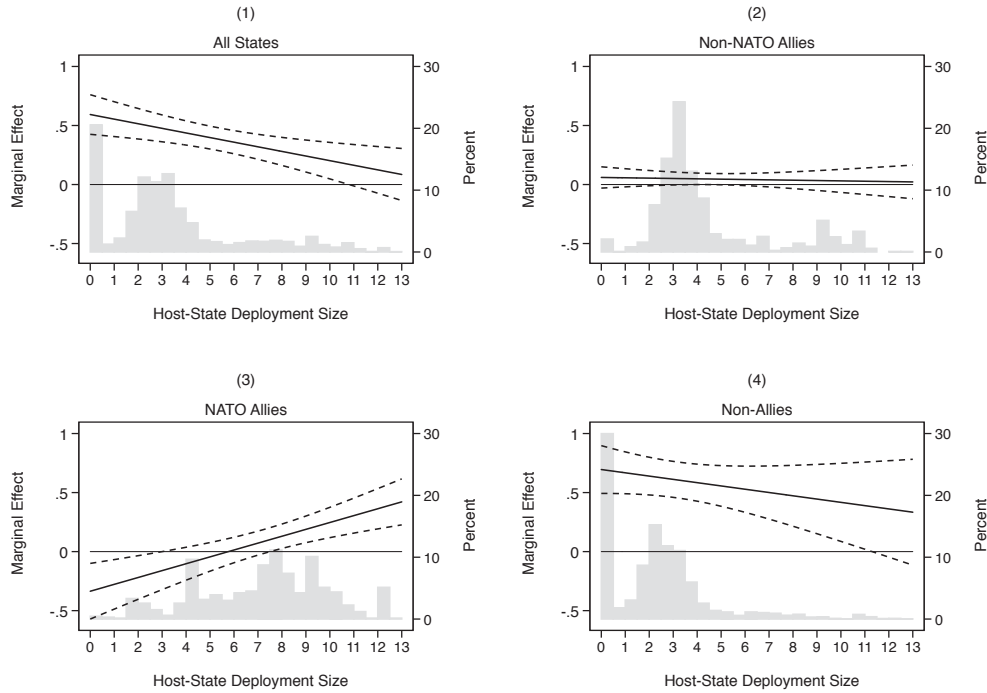 (1)
All States
1
.5
0
-.5
Marginal Effect
30
20
10
0
Percent
0 1 2 3 4 5 6 7 8 9 10 11 12 13
Host-State Deployment Size
(2)
Non-NATO Allies
1
.5
0
-.5
Marginal Effect
30
20
10
0
Percent
0 1 2 3 4 5 6 7 8 9 10 11 12 13
Host-State Deployment Size
(3)
NATO Allies
1
.5
0
-.5
Marginal Effect
30
20
10
0
Percent
0 1 2 3 4 5 6 7 8 9 10 11 12 13
Host-State Deployment Size
(4)
Non-Allies
1
.5
0
-.5
Marginal Effect
30
20
10
0
Percent
0 1 2 3 4 5 6 7 8 9 10 11 12 13
Host-State Deployment Size